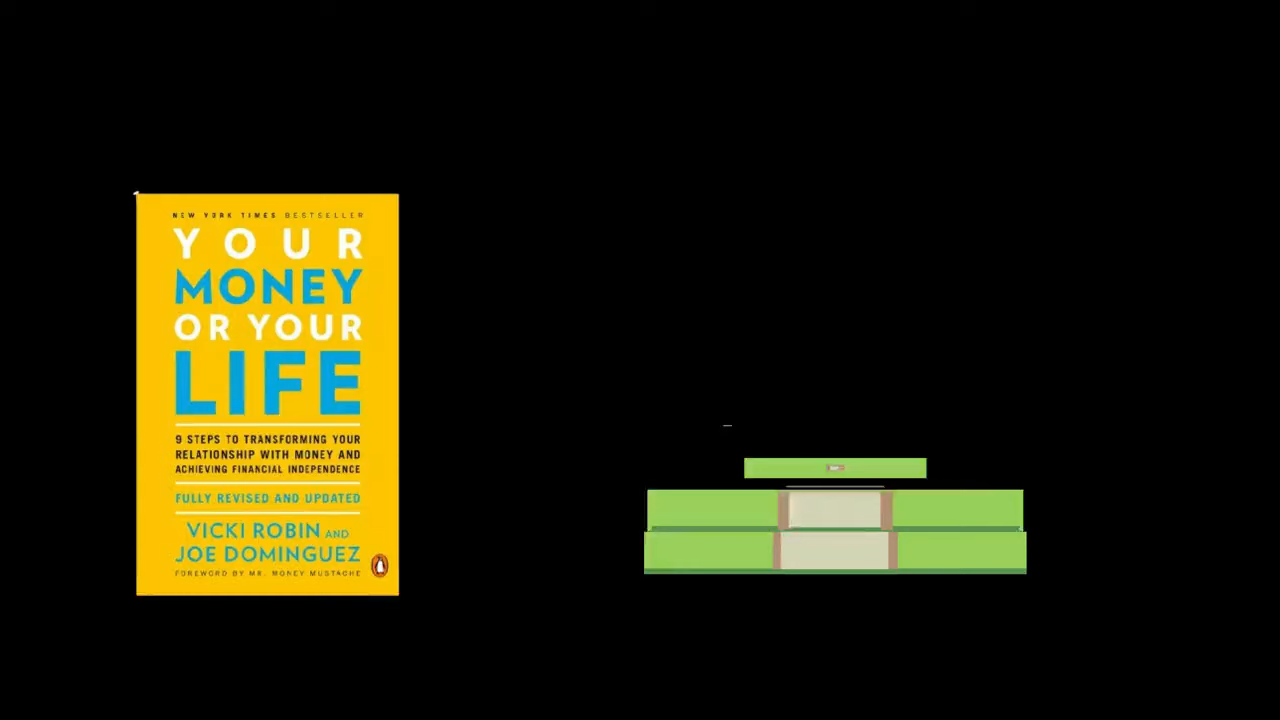 NEW YORK TIMES BESTSELLER
YOUR
MONEY
OR YOUR
LIFE
9 STEPS TO TRANSFORMING YOUR
RELATIONSHIP WITH MONEY AND
ACHIEVING FINANCIAL INDEPENDENCE
FULLY REVISED AND UPDATED
VICKI ROBIN AND
JOE DOMINGUEZ
FOREWORD BY MR. MONEY MUSTACHE